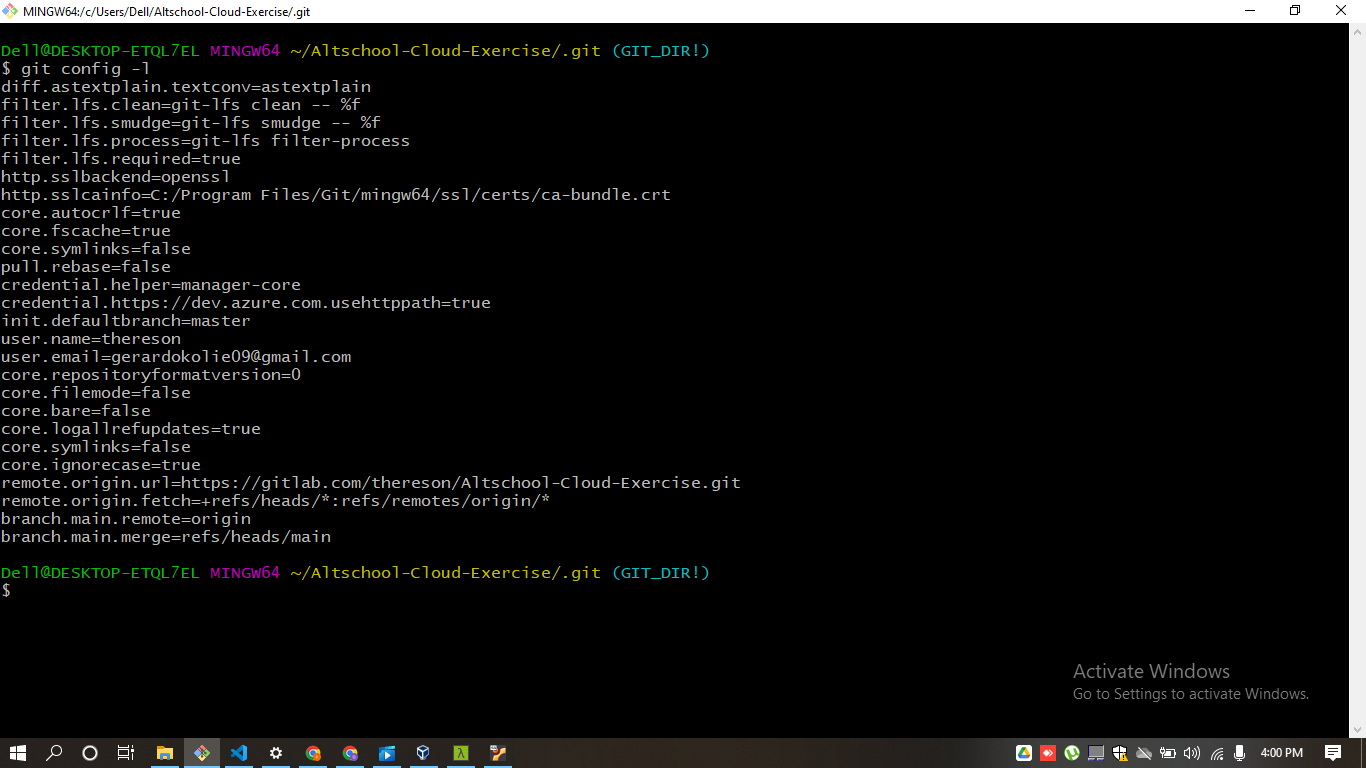 MINGW64:/c/Users/Dell/Altschool-Cloud-Exercise/.git
Dell@DESKTOP-ETQL7EL MINGW64 ~/Altschool-Cloud-Exercise/.git (GIT_DIR!)
$ git config -l
diff.astextplain.textconv=astextplain
filter.lfs.clean=git-lfs clean -- %f
filter.lfs.smudge=git-lfs smudge -- %f
filter.lfs.process=git-lfs filter-process
filter.lfs.required=true
http.sslbackend=openssl
http.sslcainfo=C:/Program Files/Git/mingw64/ssl/certs/ca-bundle.crt
core.autocrlf=true
core.fscache=true
core.symlinks=false
pull.rebase=false
credential.helper=manager-core
credential.https://dev.azure.com.usehttppath=true
init.defaultbranch=master
user.name=thereson
user.email=gerardokolie09@gmail.com
core.repositoryformatversion=0
core.filemode=false
core.bare=false
core.logallrefupdates=true
core.symlinks=false
core.ignorecase=true
remote.origin.url=https://gitlab.com/thereson/Altschool-Cloud-Exercise.git
remote.origin.fetch=+refs/heads/*:refs/remotes/origin/*
branch.main.remote=origin
branch.main.merge=refs/heads/main
Dell@DESKTOP-ETQL7EL MINGW64 ~/Altschool-Cloud-Exercise/.git (GIT_DIR!)
$
Activate Windows
Go to Settings to activate Windows.
4:00 PM